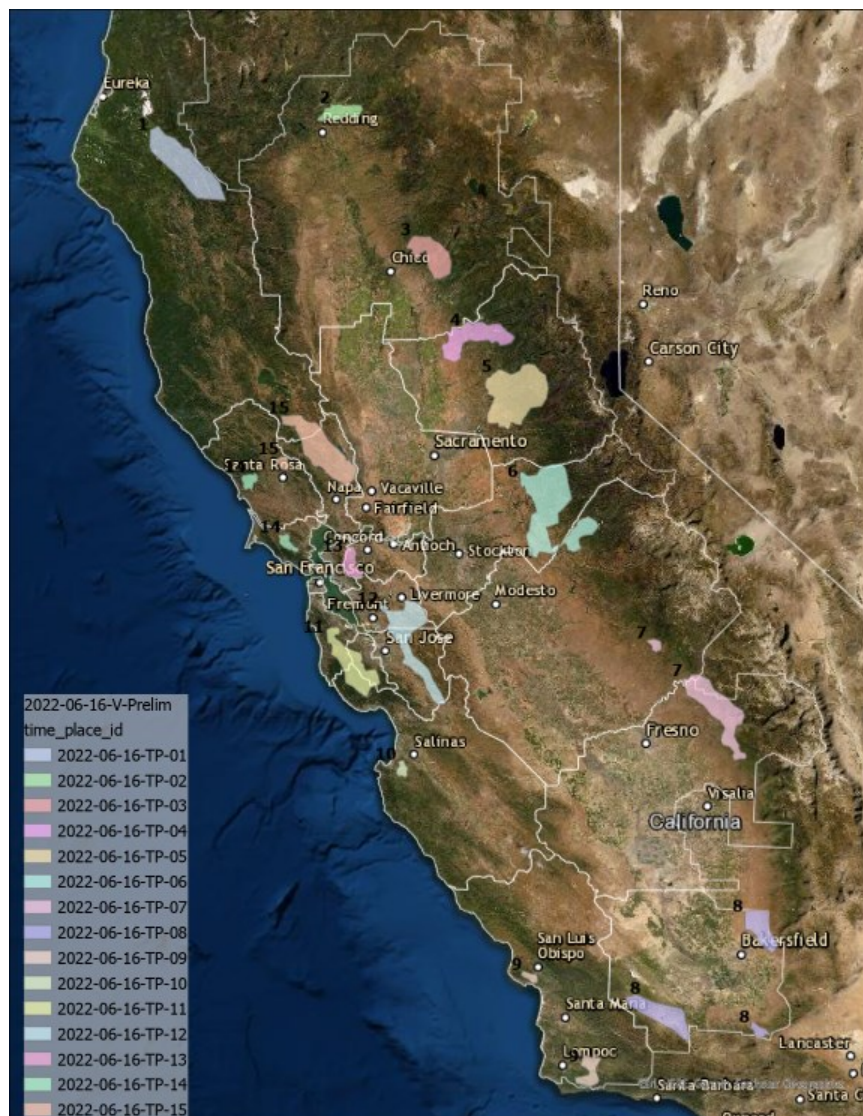 Eureka
1
2
Redding
3
Chico
Reno
4
Carson City
5
15
Sacramento
15
Santa Rosa
6
Napa
Vacaville
Fairfield
14
Concord
Antioch
Stockton
13
San Francisco
Livermore
12
Modesto
Fremont
11
San Jose
7
7
Fresno
10
Salinas
Visalia
California
8
Bakersfield
San Luis
Obispo
9
8
Santa Maria
8
Lancaster
Lompoc
Santa Barbara
2022-06-16-V-Prelim
time_place_id
2022-06-16-TP-01
2022-06-16-TP-02
2022-06-16-TP-03
2022-06-16-TP-04
2022-06-16-TP-05
2022-06-16-TP-06
2022-06-16-TP-07
2022-06-16-TP-08
2022-06-16-TP-09
2022-06-16-TP-10
2022-06-16-TP-11
2022-06-16-TP-12
2022-06-16-TP-13
2022-06-16-TP-14
2022-06-16-TP-15